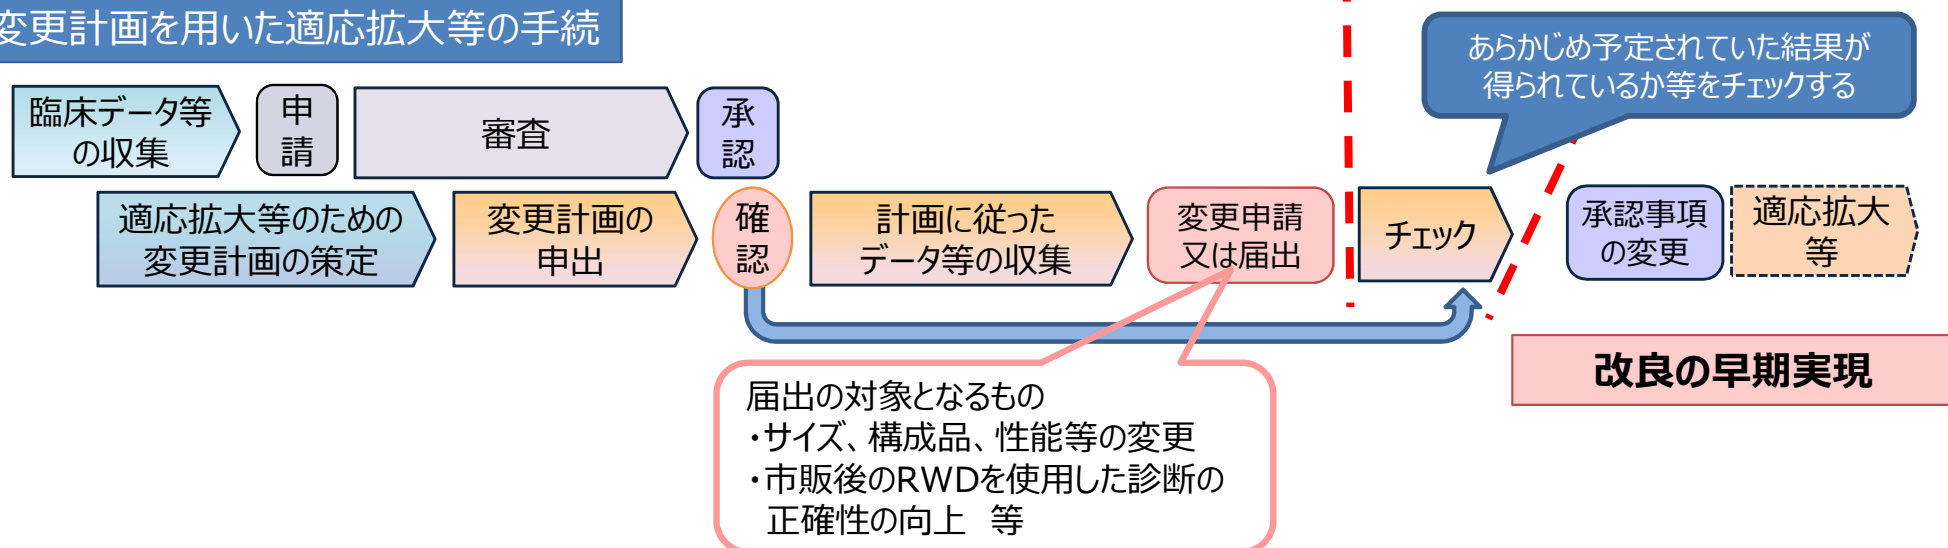 変更計画を用いた適応拡大等の手続
あらかじめ予定されていた結果が
得られているか等をチェックする
臨床データ等
の収集
申
請
審査
承
認
適応拡大等のための
変更計画の策定
変更計画の
申出
確
認
計画に従った
データ等の収集
変更申請
又は届出
チェック
承認事項
の変更
適応拡大
等
改良の早期実現
届出の対象となるもの
・サイズ、構成品、性能等の変更
・市販後のRWDを使用した診断の
正確性の向上 等